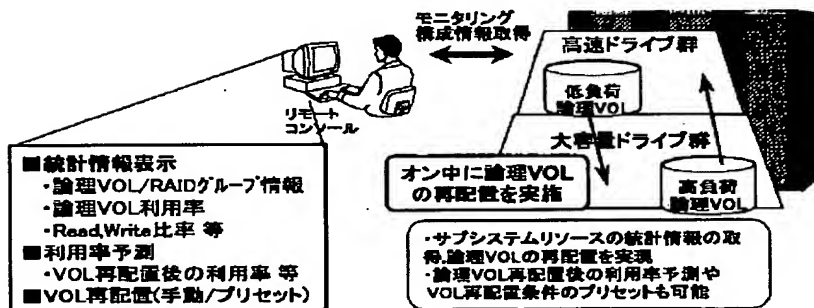 モニタリング
構成情報取得
リモート
コンソール
高速ドライブ群
低負荷
論理VOL
大容量ドライブ群
オン中に論理VOL
の再配置を実施
高負荷
論理VOL
■統計情報表示
・論理VOL/RAIDグループ情報
・論理VOL利用率
・Read,Write比率 等
■利用率予測
・VOL再配置後の利用率 等
■VOL再配置(手動/プリセット)
・サブシステムリソースの統計情報の取
得,論理VOLの再配置を実現
・論理VOL再配置後の利用率予測や
VOL再配置条件のプリセットも可能